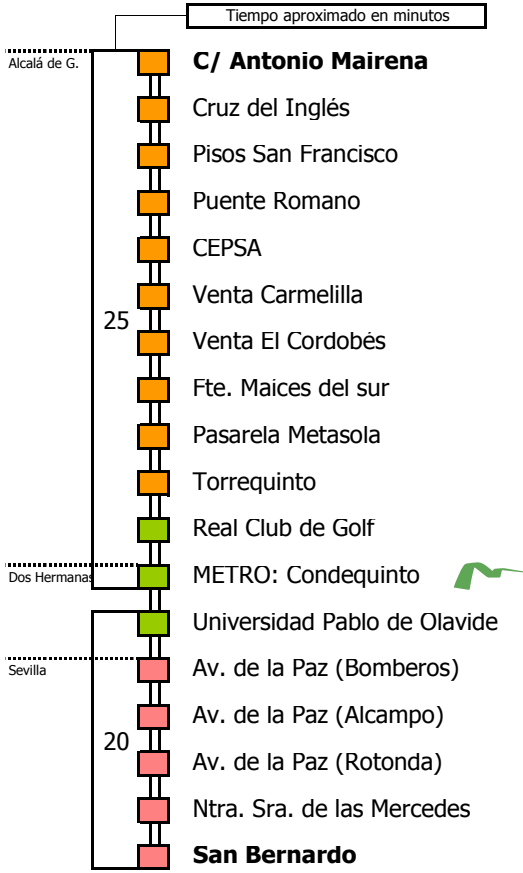 Tiempo aproximado en minutos
Alcalá de G.
C/ Antonio Mairena
Cruz del Inglés
Pisos San Francisco
Puente Romano
CEPSA
Venta Carmelilla
25
Venta El Cordobés
Fte. Maices del sur
Pasarela Metasola
Torrequinto
Real Club de Golf
Dos Hermanas
METRO: Condequinto
Universidad Pablo de Olavide
Sevilla
Av. de la Paz (Bomberos)
Av. de la Paz (Alcampo)
20
Av. de la Paz (Rotonda)
Ntra. Sra. de las Mercedes
San Bernardo